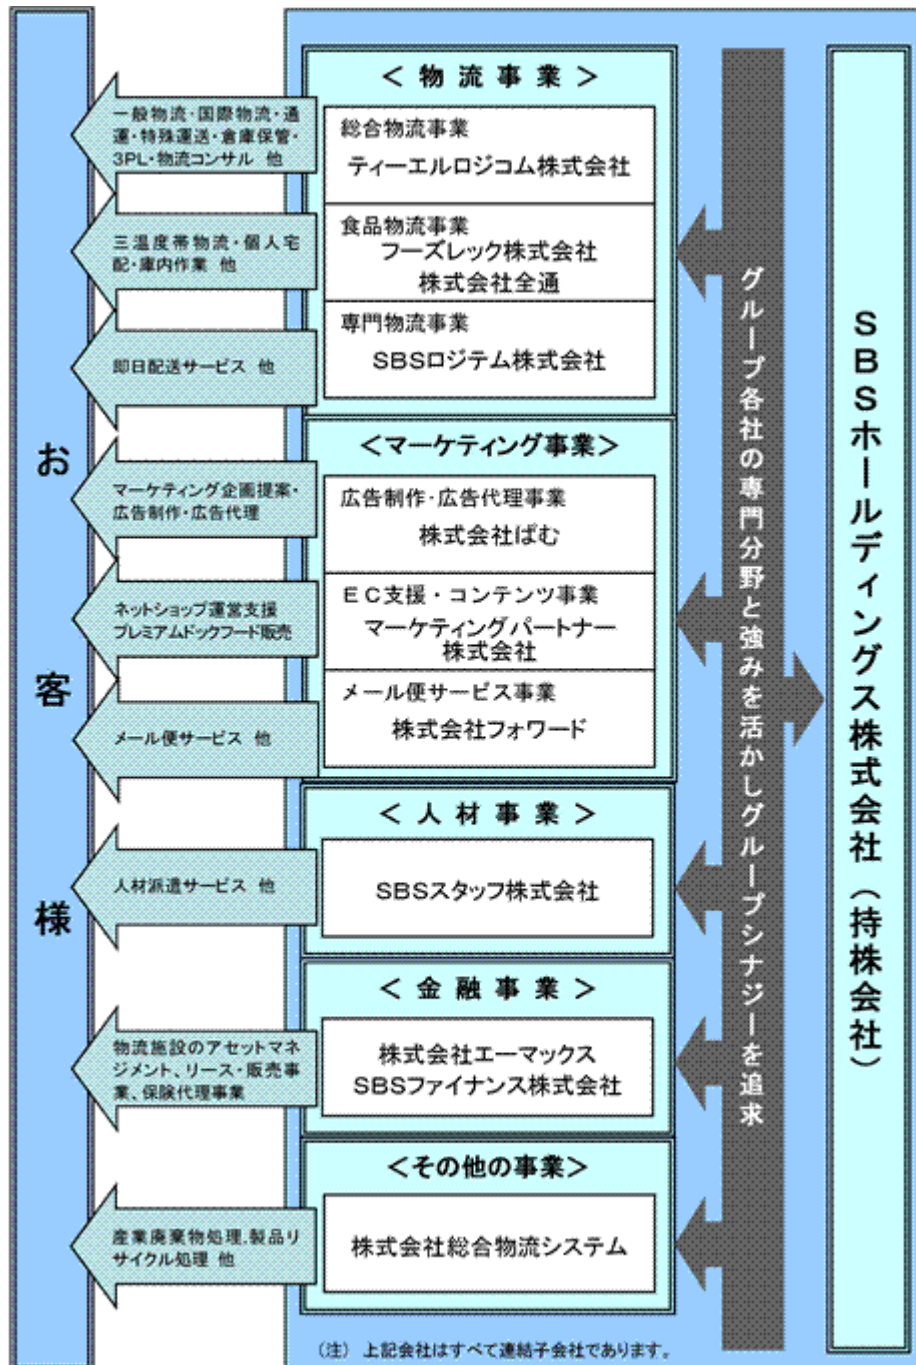 お客様
一般物流・国際物流・通
運・特殊運送・倉庫保管・
3PL・物流コンサル 他
三温度帯物流・個人宅
配・庫内作業 他
即日配送サービス 他
マーケティング企画提案・
広告制作・広告代理
ネットショップ運営支援
プレミアムドックフード販売
メール便サービス 他
人材派遣サービス 他
物流施設のアセットマネ
ジメント、リース・販売事
業、保険代理事業
産業廃棄物処理,製品リ
サイクル処理 他
＜物流事業＞
総合物流事業
ティーエルロジコム株式会社
食品物流事業
フーズレック株式会社
株式会社全通
専門物流事業
SBSロジテム株式会社
＜マーケティング事業＞
広告制作・広告代理事業
株式会社ぱむ
ＥＣ支援・コンテンツ事業
マーケティングパートナー
株式会社
メール便サービス事業
株式会社フォワード
＜人材事業＞
SBSスタッフ株式会社
＜金融事業＞
株式会社エーマックス
SBSファイナンス株式会社
＜その他の事業＞
株式会社総合物流システム
（注） 上記会社はすべて連結子会社であります。
グループ各社の専門分野と強みを活かしグループシナジーを追求
ＳＢＳホールディングス株式会社（持株会社）